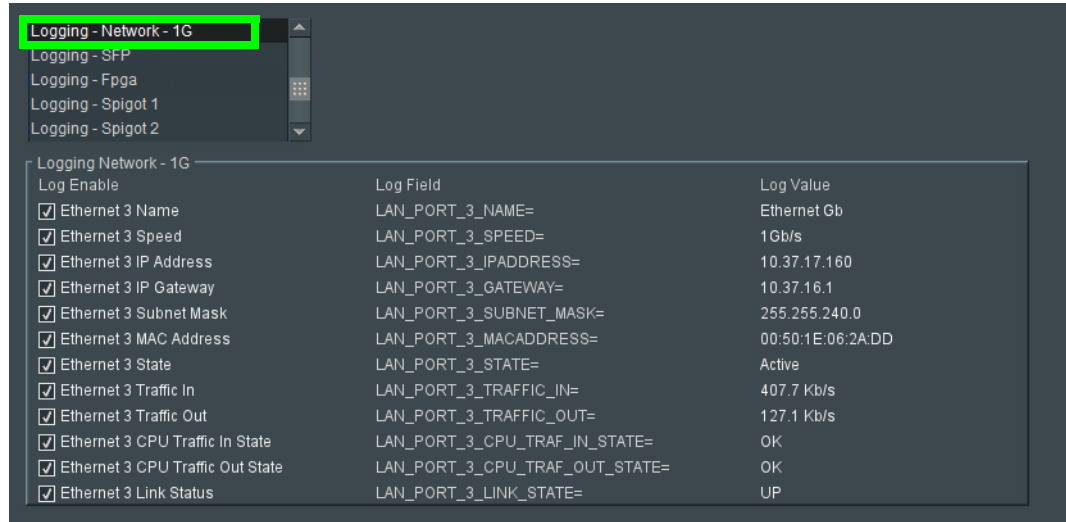 Logging - Network - 1G
Logging - SFP
Logging - Fpga
Logging - Spigot 1
Logging - Spigot 2
Logging Network - 1G
Log Enable Log Field Log Value
Ethernet 3 Name LAN_PORT_3_NAME= Ethernet Gb
Ethernet 3 Speed LAN_PORT_3_SPEED= 1Gb/s
Ethernet 3 IP Address LAN_PORT_3_IPADDRESS= 10.37.17.160
Ethernet 3 IP Gateway LAN_PORT_3_GATEWAY= 10.37.16.1
Ethernet 3 Subnet Mask LAN_PORT_3_SUBNET_MASK= 255.255.240.0
Ethernet 3 MAC Address LAN_PORT_3_MACADDRESS= 00:50:1E:06:2A:DD
Ethernet 3 State LAN_PORT_3_STATE= Active
Ethernet 3 Traffic In LAN_PORT_3_TRAFFIC_IN= 407.7 Kb/s
Ethernet 3 Traffic Out LAN_PORT_3_TRAFFIC_OUT= 127.1 Kb/s
Ethernet 3 CPU Traffic In State LAN_PORT_3_CPU_TRAF_IN_STATE= OK
Ethernet 3 CPU Traffic Out State LAN_PORT_3_CPU_TRAF_OUT_STATE= OK
Ethernet 3 Link Status LAN_PORT_3_LINK_STATE= UP